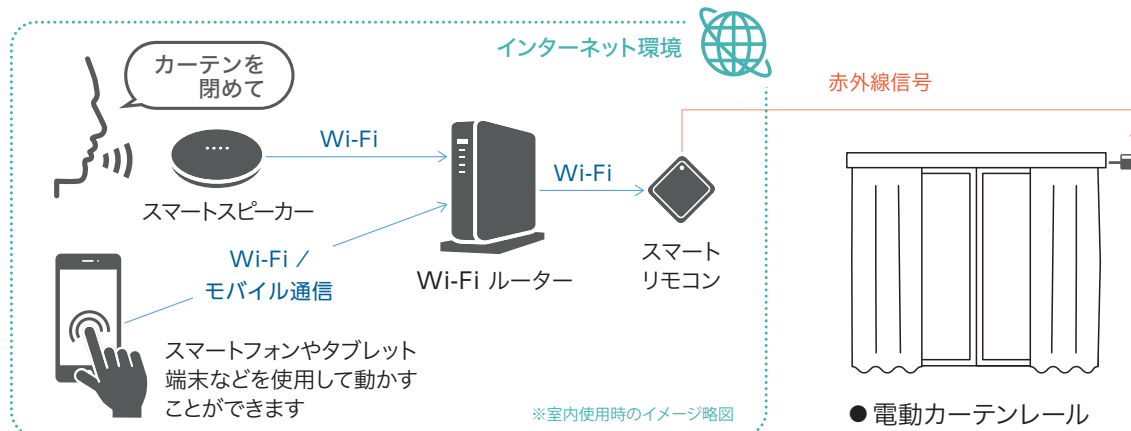 インターネット環境
カーテンを
閉めて
赤外線信号
Wi-Fi
Wi-Fi
スマートスピーカー
Wi-Fi /
モバイル通信
Wi-Fi ルーター
スマート
リモコン
スマートフォンやタブレット
端末などを使用して動かす
ことができます
※室内使用時のイメージ略図
●電動カーテンレール